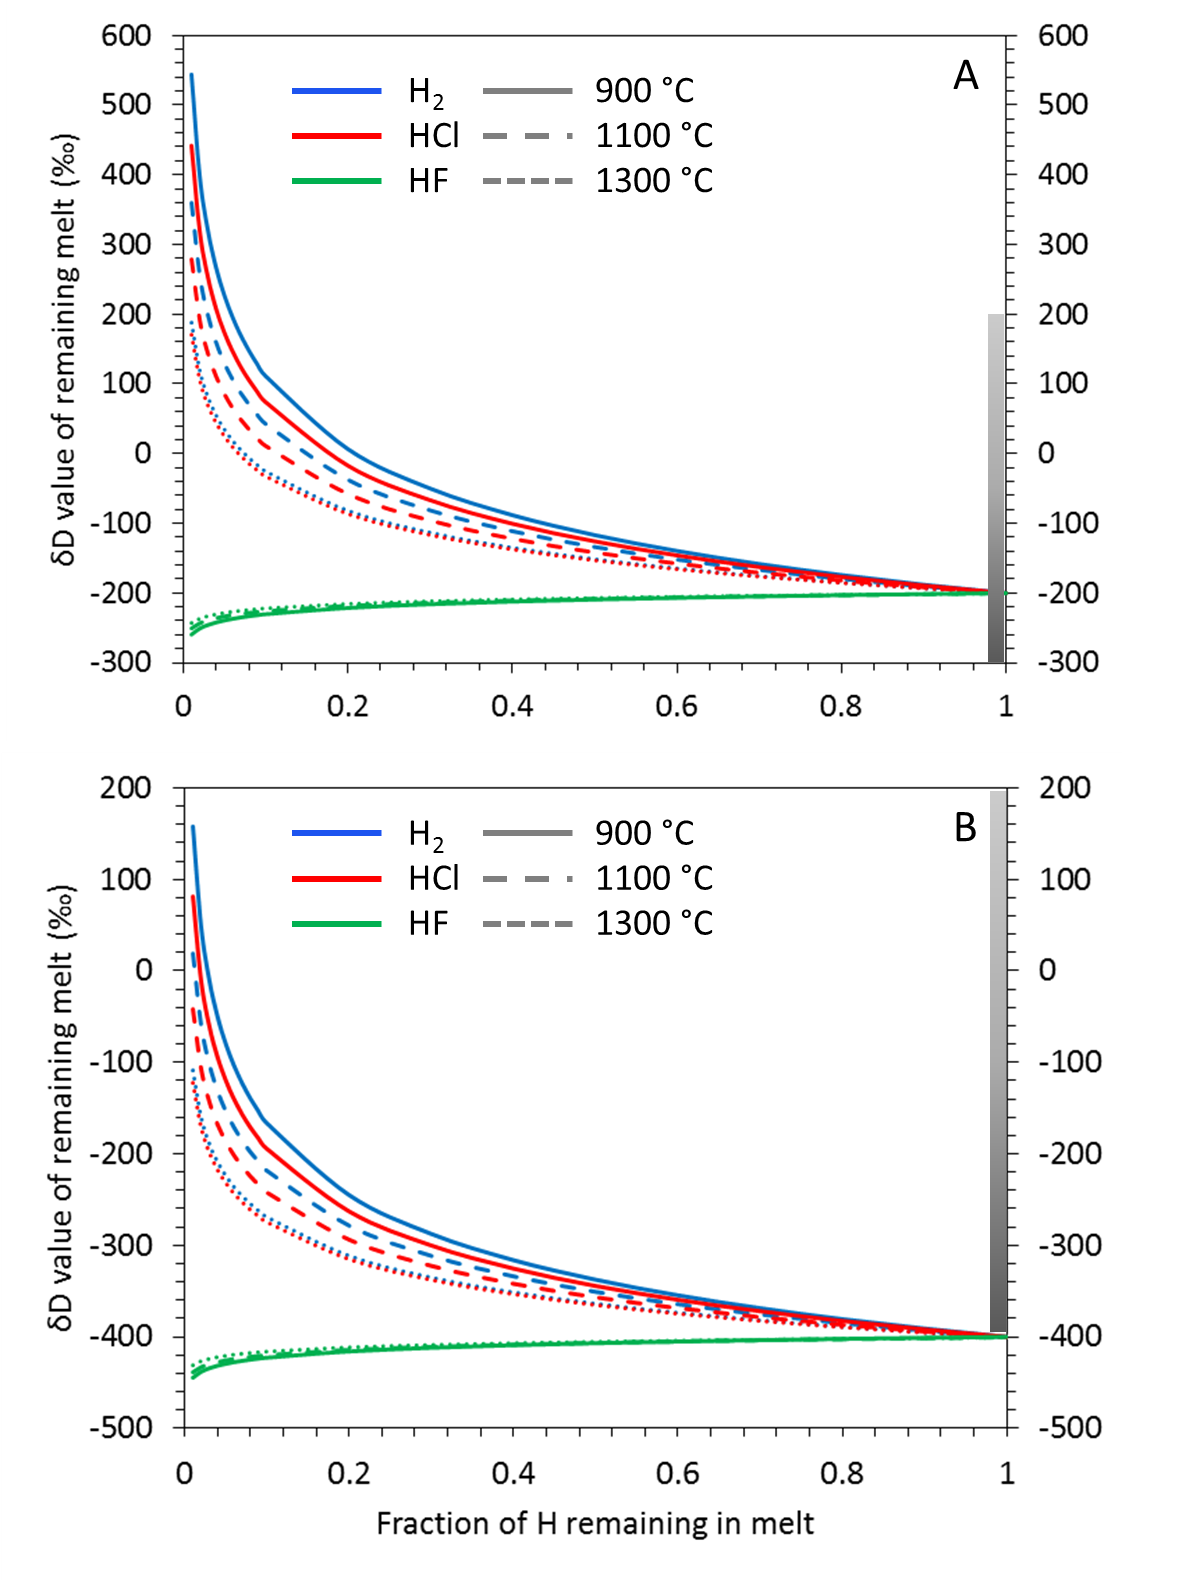 A
H2 900 °C
HCl 1100 °C
HF 1300 °C
600
500
400
300
200
100
0
-100
-200
-300
δD value of remaining melt (‰)
600
500
400
300
200
100
0
-100
-200
-300
0 0.2 0.4 0.6 0.8 1
B
H2 900 °C
HCl 1100 °C
HF 1300 °C
200
100
0
-100
-200
-300
-400
-500
δD value of remaining melt (‰)
200
100
0
-100
-200
-300
-400
-500
0 0.2 0.4 0.6 0.8 1
Fraction of H remaining in melt